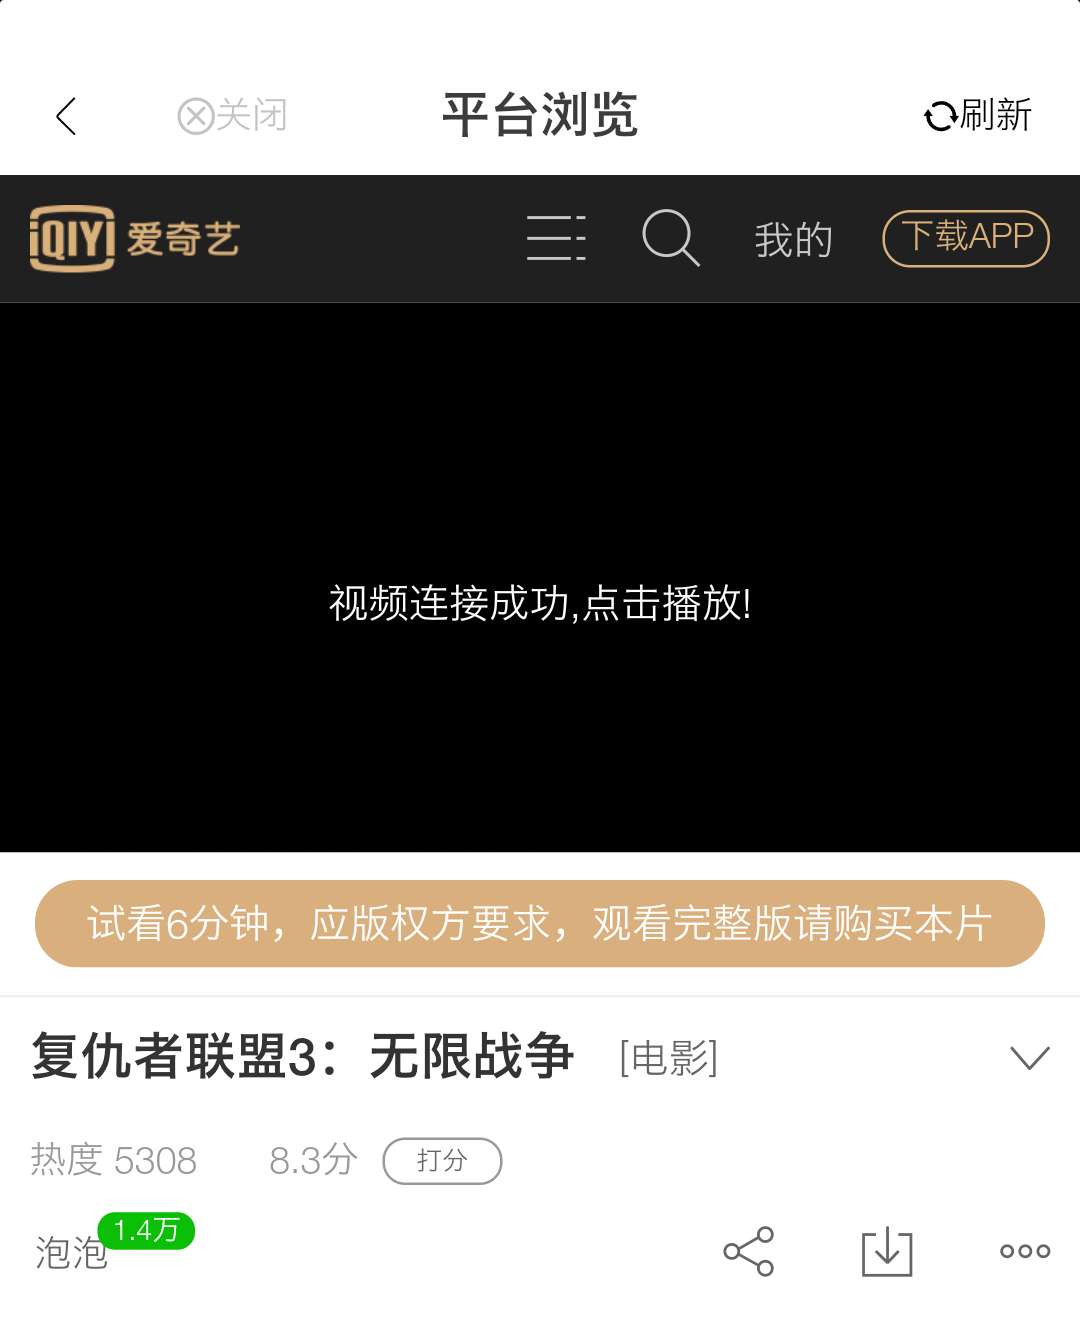 关闭
平台浏览
刷新
iQIYI 爱奇艺
我的
下载APP
视频连接成功,点击播放!
试看6分钟，应版权方要求，观看完整版请购买本片
复仇者联盟3：无限战争 [电影]
热度 5308 8.3分 打分
泡泡 1.4万